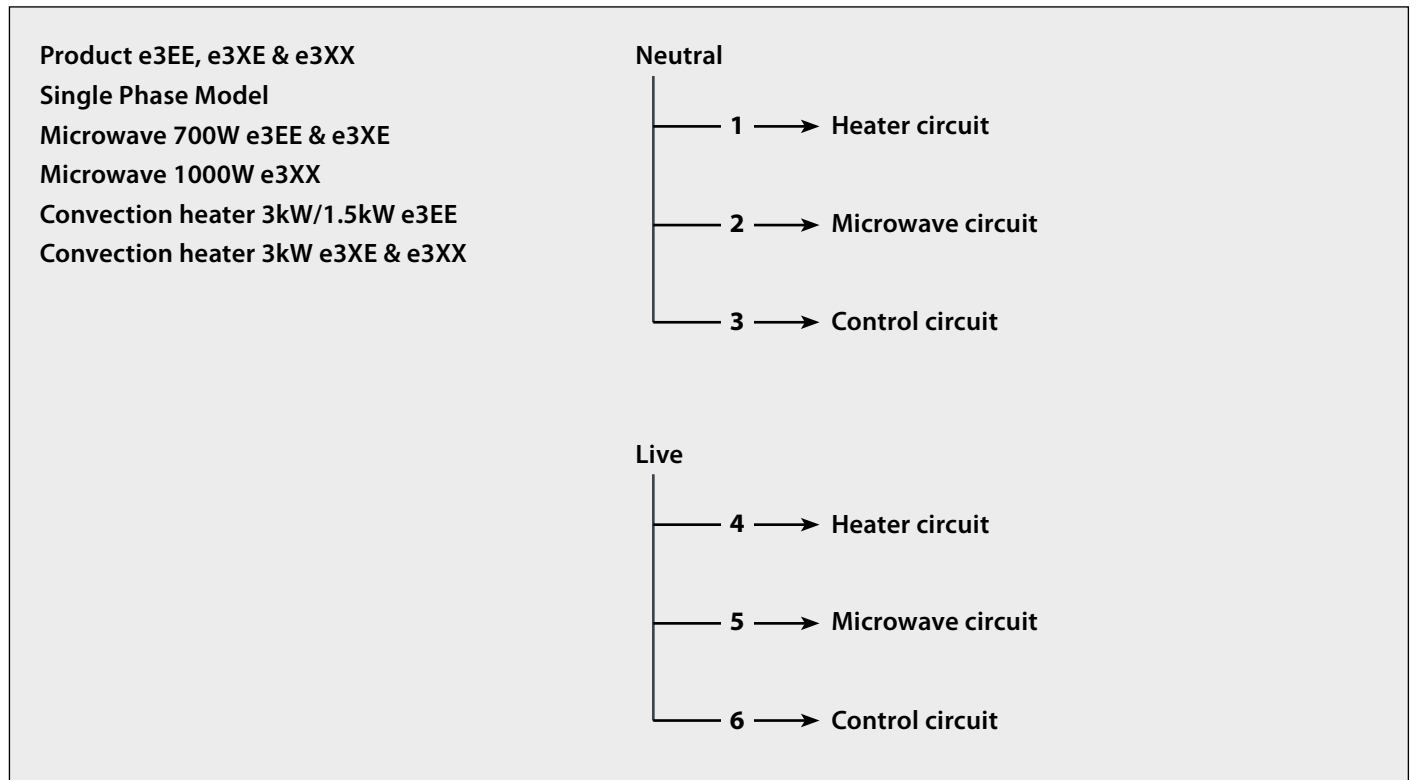 Product e3EE, e3XE & e3XX
Single Phase Model
Microwave 700W e3EE & e3XE
Microwave 1000W e3XX
Convection heater 3kW/1.5kW e3EE
Convection heater 3kW e3XE & e3XX
Neutral
1 Heater circuit
2 Microwave circuit
3 Control circuit
Live
4 Heater circuit
5 Microwave circuit
6 Control circuit